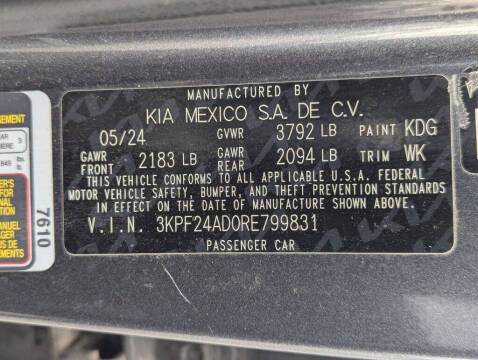 MANUFACTURED BY
KIA MEXICO S.A. DE C.V.
05/24 GVWR 3792 LB PAINT KDG
GAWR FRONT 2183 LB GAWR REAR 2094 LB TRIM WK
THIS VEHICLE CONFORMS TO ALL APPLICABLE U.S.A. FEDERAL
MOTOR VEHICLE SAFETY, BUMPER, AND THEFT PREVENTION STANDARDS
IN EFFECT ON THE DATE OF MANUFACTURE SHOWN ABOVE.
V.I.N. 3KPF24AD0RE799831
PASSENGER CAR
7610